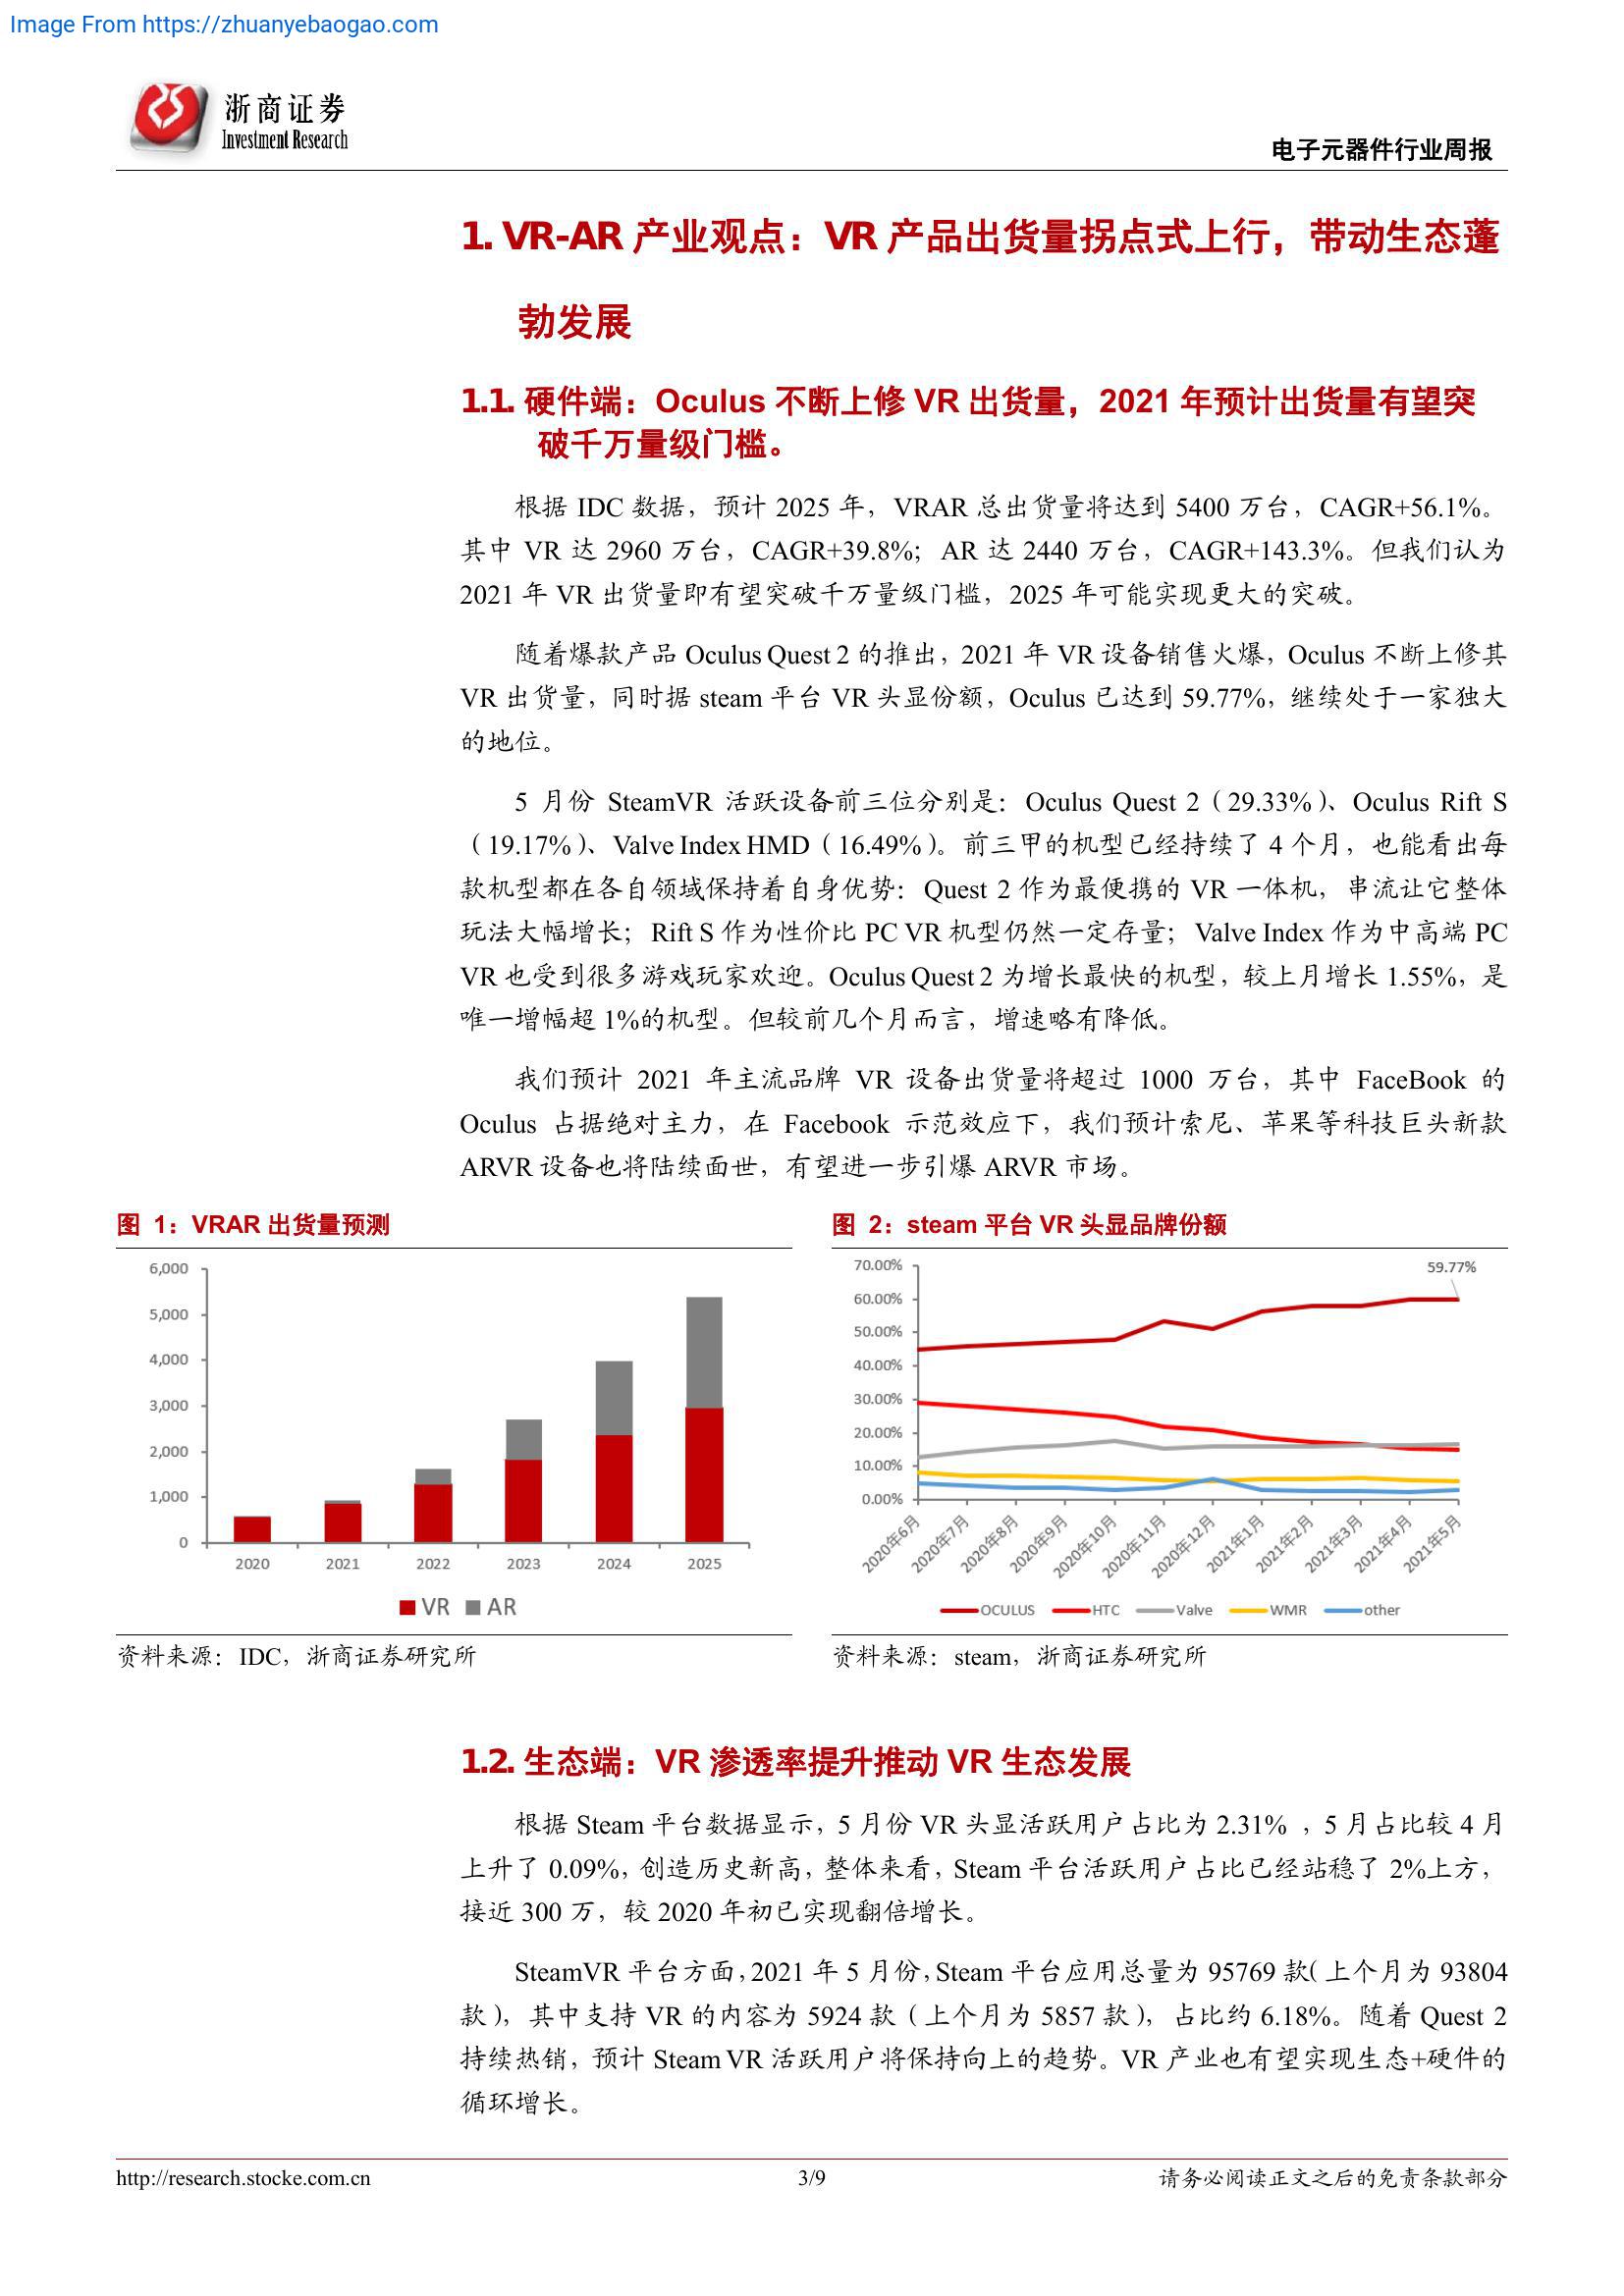 Image From https://zhuanyebaogao.com
浙商证券
Investment Research
电子元器件行业周报
1. VR-AR 产业观点：VR 产品出货量拐点式上行，带动生态蓬
勃发展
1.1. 硬件端：Oculus 不断上修 VR 出货量，2021 年预计出货量有望突
破千万量级门槛。
根据 IDC 数据，预计 2025 年，VRAR 总出货量将达到 5400 万台，CAGR+56.1%。
其中 VR 达 2960 万台，CAGR+39.8%；AR 达 2440 万台，CAGR+143.3%。但我们认为
2021 年 VR 出货量即有望突破千万量级门槛，2025 年可能实现更大的突破。
随着爆款产品 Oculus Quest 2 的推出，2021 年 VR 设备销售火爆，Oculus 不断上修其
VR 出货量，同时据 steam 平台 VR 头显份额，Oculus 已达到 59.77%，继续处于一家独大
的地位。
5 月份 SteamVR 活跃设备前三位分别是：Oculus Quest 2（29.33%）、Oculus Rift S
（19.17%）、Valve Index HMD（16.49%）。前三甲的机型已经持续了 4 个月，也能看出每
款机型都在各自领域保持着自身优势：Quest 2 作为最便携的 VR 一体机，串流让它整体
玩法大幅增长；Rift S 作为性价比 PC VR 机型仍然一定存量；Valve Index 作为中高端 PC
VR 也受到很多游戏玩家欢迎。Oculus Quest 2 为增长最快的机型，较上月增长 1.55%，是
唯一增幅超 1%的机型。但较前几个月而言，增速略有降低。
我们预计 2021 年主流品牌 VR 设备出货量将超过 1000 万台，其中 FaceBook 的
Oculus 占据绝对主力，在 Facebook 示范效应下，我们预计索尼、苹果等科技巨头新款
ARVR 设备也将陆续面世，有望进一步引爆 ARVR 市场。
图 1：VRAR 出货量预测
6,000
5,000
4,000
3,000
2,000
1,000
0
2020 2021 2022 2023 2024 2025
VR AR
资料来源：IDC，浙商证券研究所
图 2：steam 平台 VR 头显品牌份额
70.00%
60.00%
50.00%
40.00%
30.00%
20.00%
10.00%
0.00%
59.77%
2020年6月 2020年7月 2020年8月 2020年9月 2020年10月 2020年11月 2020年12月 2021年1月 2021年2月 2021年3月 2021年4月 2021年5月
OCULUS HTC Valve WMR other
资料来源：steam，浙商证券研究所
1.2. 生态端：VR 渗透率提升推动 VR 生态发展
根据 Steam 平台数据显示，5 月份 VR 头显活跃用户占比为 2.31% ，5 月占比较 4 月
上升了 0.09%，创造历史新高，整体来看，Steam 平台活跃用户占比已经站稳了 2%上方，
接近 300 万，较 2020 年初已实现翻倍增长。
SteamVR 平台方面，2021 年 5 月份，Steam 平台应用总量为 95769 款（上个月为 93804
款），其中支持 VR 的内容为 5924 款（上个月为 5857 款），占比约 6.18%。随着 Quest 2
持续热销，预计 Steam VR 活跃用户将保持向上的趋势。VR 产业也有望实现生态+硬件的
循环增长。
http://research.stocke.com.cn
3/9
请务必阅读正文之后的免责条款部分